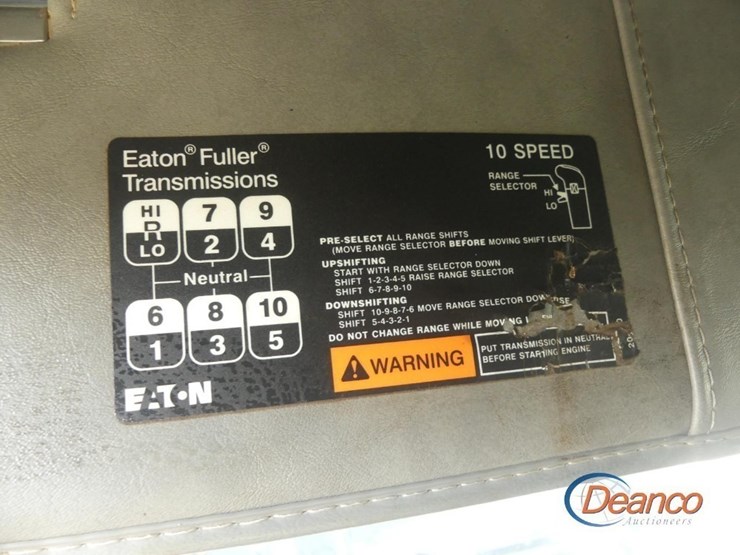 Eaton® Fuller®
Transmissions
10 SPEED
RANGE
SELECTOR
HI
LO
HI 7 9
R
LO 2 4
Neutral
6 8 10
1 3 5
PRE-SELECT ALL RANGE SHIFTS
(MOVE RANGE SELECTOR BEFORE MOVING SHIFT LEVER)
UPSHIFTING
START WITH RANGE SELECTOR DOWN
SHIFT 1-2-3-4-5 RAISE RANGE SELECTOR
SHIFT 6-7-8-9-10
DOWNSHIFTING
SHIFT 10-9-8-7-6 MOVE RANGE SELECTOR
SHIFT 5-4-3-2-1
DO NOT CHANGE RANGE WHILE MOVING
WARNING
PUT TRANSMISSION IN NEUTRAL
BEFORE STARTING ENGINE
EATON
Deanco
Auctioneers